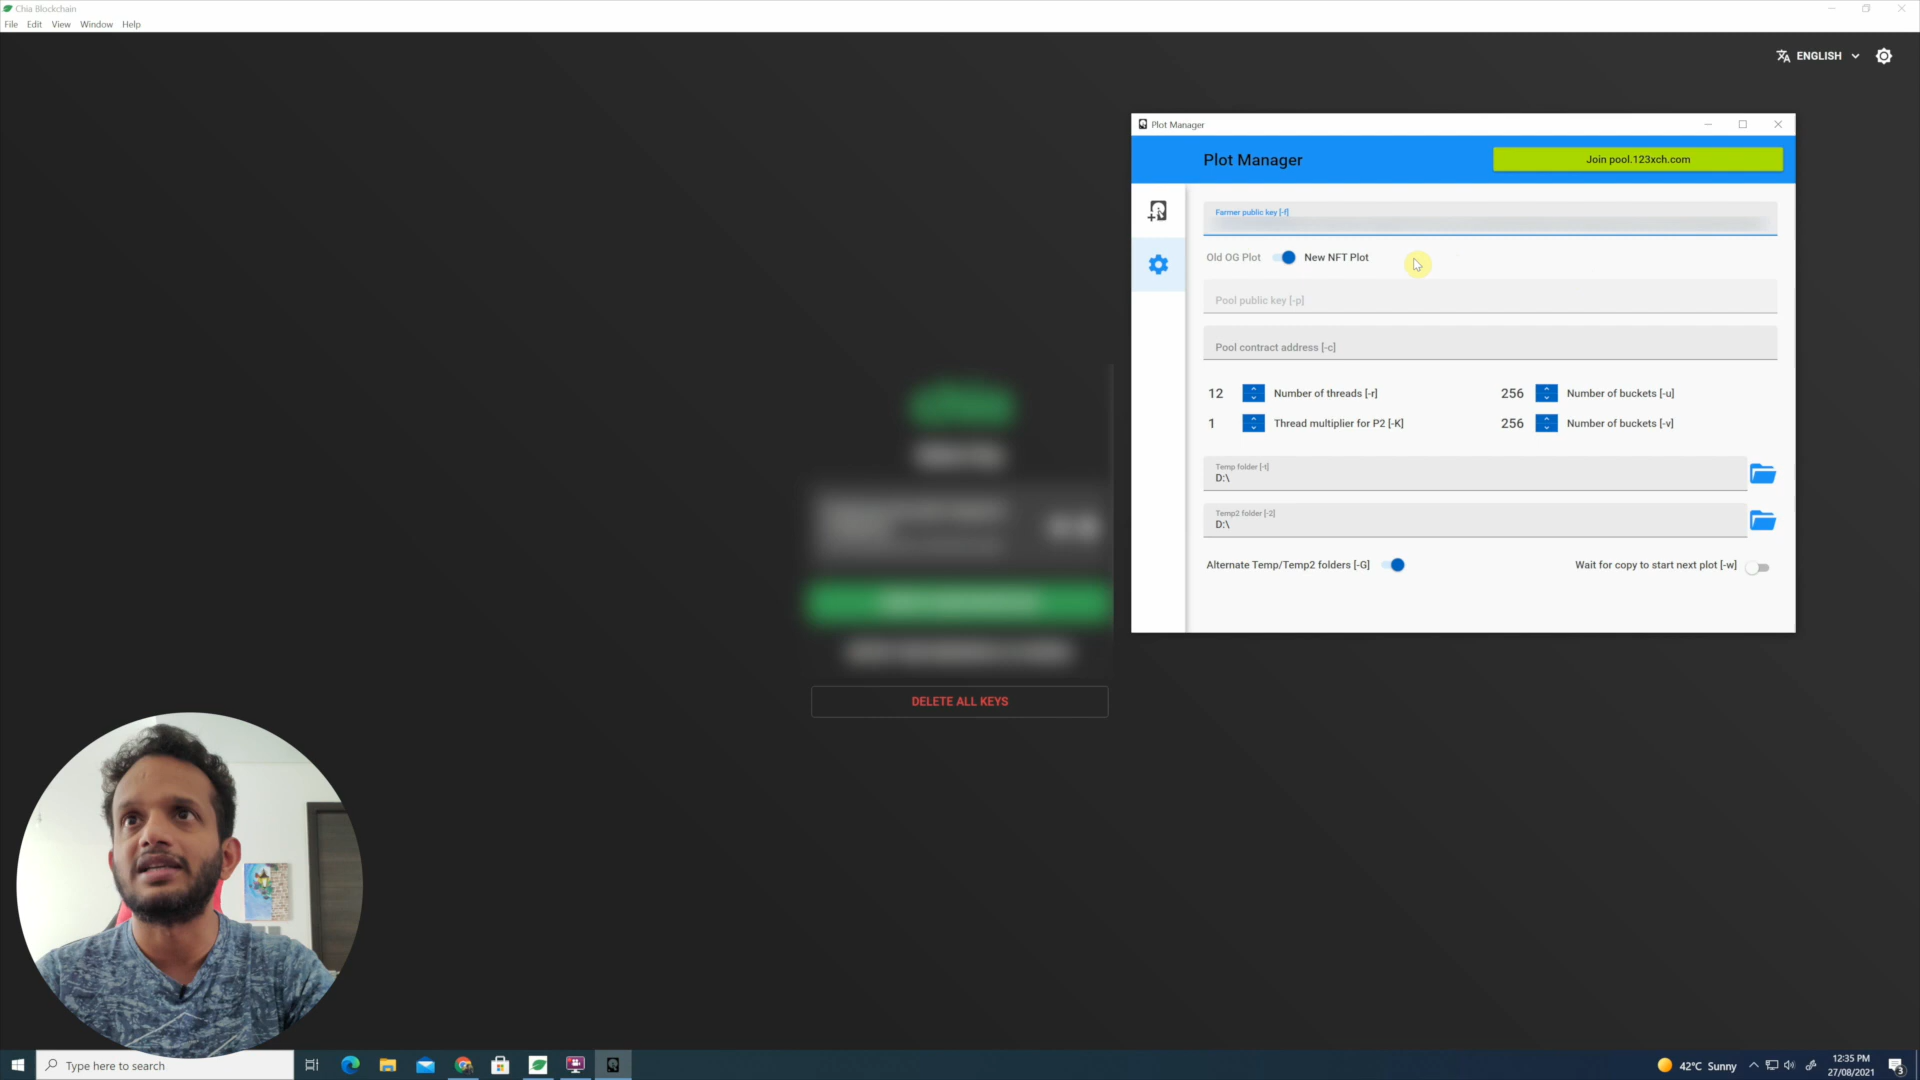 Chia Blockchain
File Edit View Window Help
ENGLISH
Plot Manager
Plot Manager
Join pool.123xch.com
Farmer public key [-f]
Old OG Plot New NFT Plot
Pool public key [-p]
Pool contract address [-c]
12 Number of threads [-r] 256 Number of buckets [-u]
1 Thread multiplier for P2 [-K] 256 Number of buckets [-v]
Temp folder [-t]
D:\
Temp2 folder [-2]
D:\
Alternate Temp/Temp2 folders [-G] Wait for copy to start next plot [-w]
DELETE ALL KEYS
Type here to search
42°C Sunny
12:35 PM
27/08/2021
3